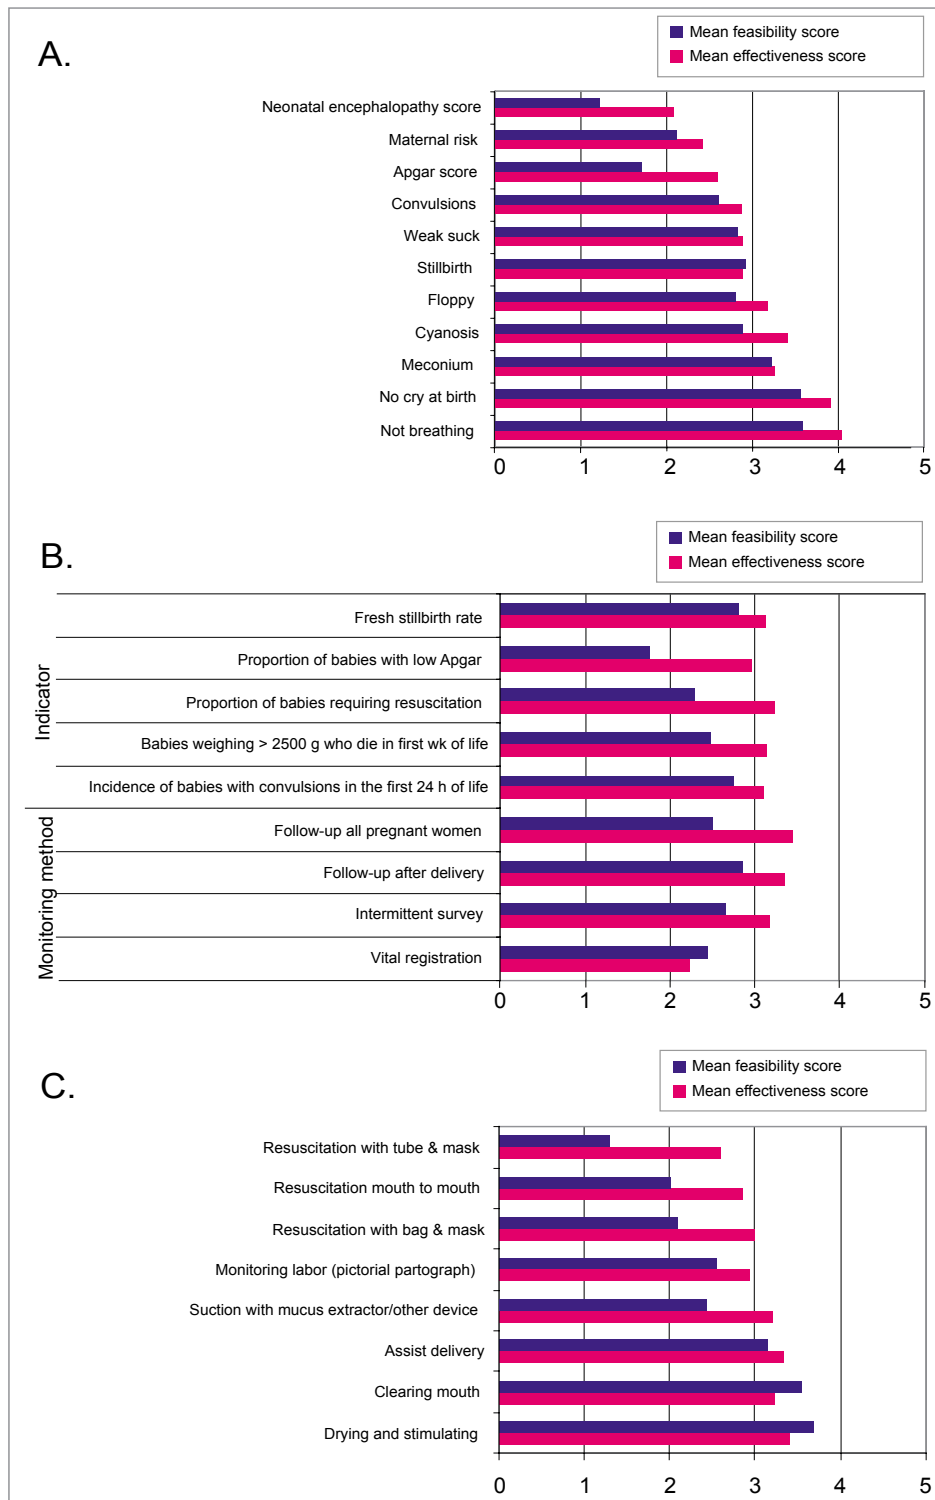 A.
Mean feasibility score
Mean effectiveness score
Neonatal encephalopathy score
Maternal risk
Apgar score
Convulsions
Weak suck
Stillbirth
Floppy
Cyanosis
Meconium
No cry at birth
Not breathing
0 1 2 3 4 5
B.
Mean feasibility score
Mean effectiveness score
Indicator
Fresh stillbirth rate
Proportion of babies with low Apgar
Proportion of babies requiring resuscitation
Babies weighing > 2500 g who die in first wk of life
Incidence of babies with convulsions in the first 24 h of life
Monitoring method
Follow-up all pregnant women
Follow-up after delivery
Intermittent survey
Vital registration
0 1 2 3 4 5
C.
Mean feasibility score
Mean effectiveness score
Resuscitation with tube & mask
Resuscitation mouth to mouth
Resuscitation with bag & mask
Monitoring labor (pictorial partograph)
Suction with mucus extractor/other device
Assist delivery
Clearing mouth
Drying and stimulating
0 1 2 3 4 5